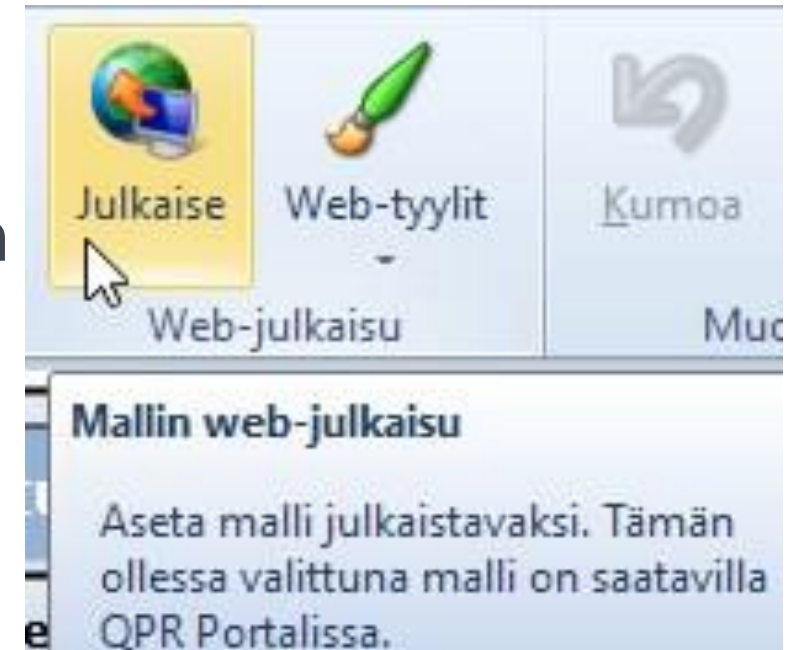 Julkaise
Web-tyylit
Kumoa
Web-julkaisu
Mallin web-julkaisu
Aseta malli julkaistavaksi. Tämän
ollessa valittuna malli on saatavilla
QPR Portalissa.